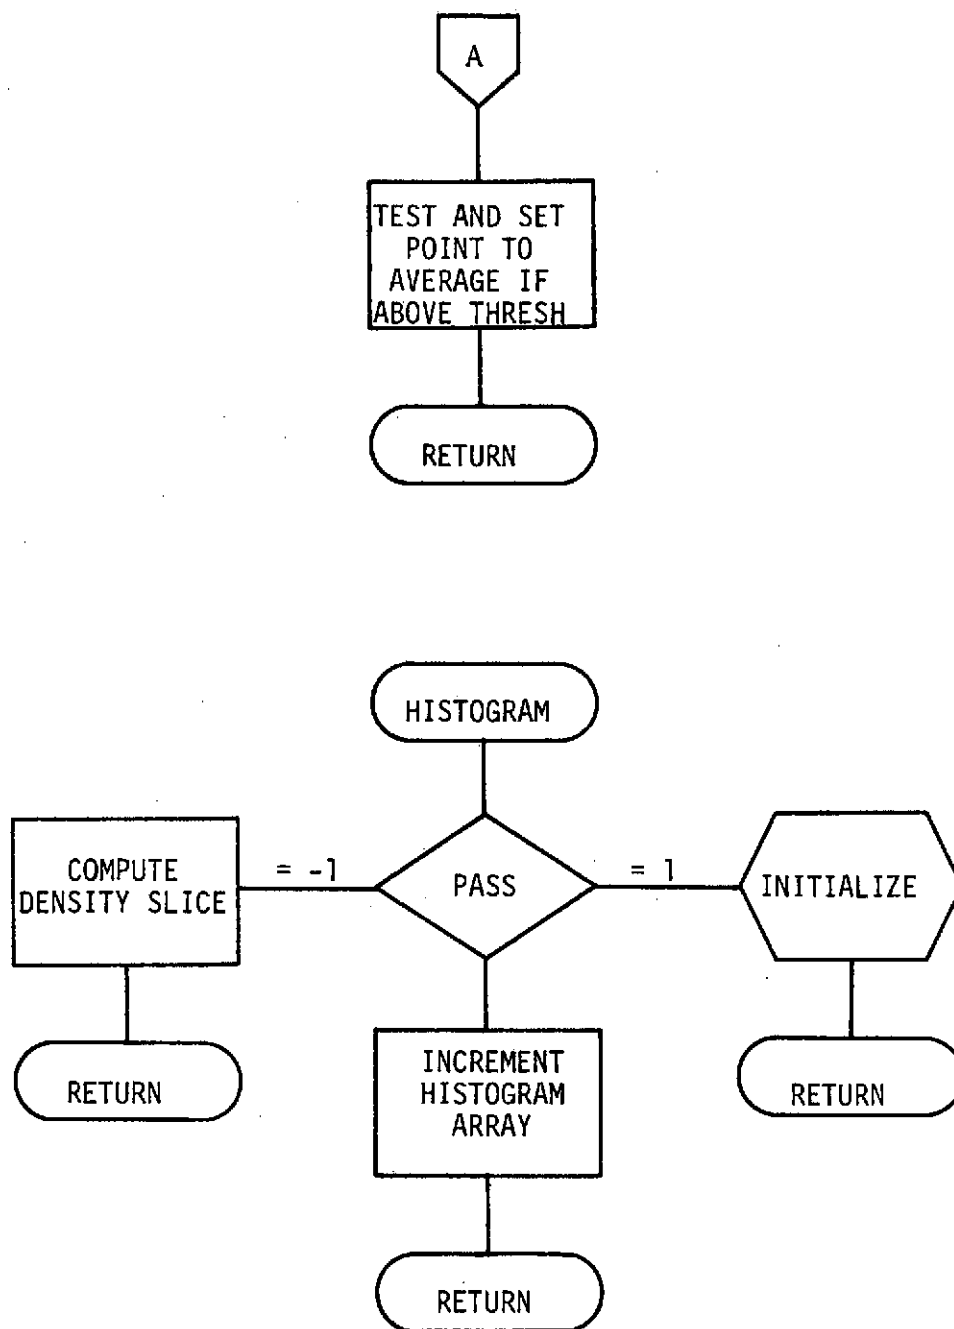 A
TEST AND SET
POINT TO
AVERAGE IF
ABOVE THRESH
RETURN
HISTOGRAM
COMPUTE
DENSITY SLICE
= -1
PASS
= 1
INITIALIZE
RETURN
INCREMENT
HISTOGRAM
ARRAY
RETURN
RETURN